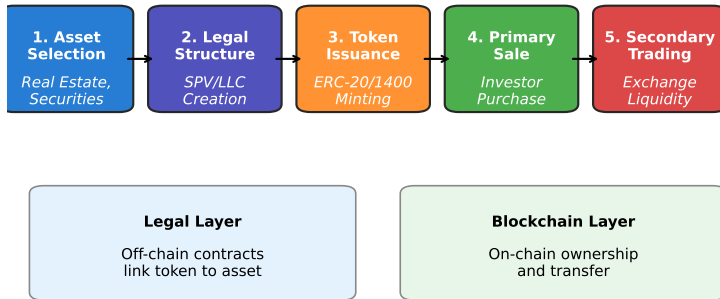 1. Asset
Selection
Real Estate,
Securities
2. Legal
Structure
SPV/LLC
Creation
3. Token
Issuance
ERC-20/1400
Minting
4. Primary
Sale
Investor
Purchase
5. Secondary
Trading
Exchange
Liquidity
Legal Layer
Off-chain contracts
link token to asset
Blockchain Layer
On-chain ownership
and transfer